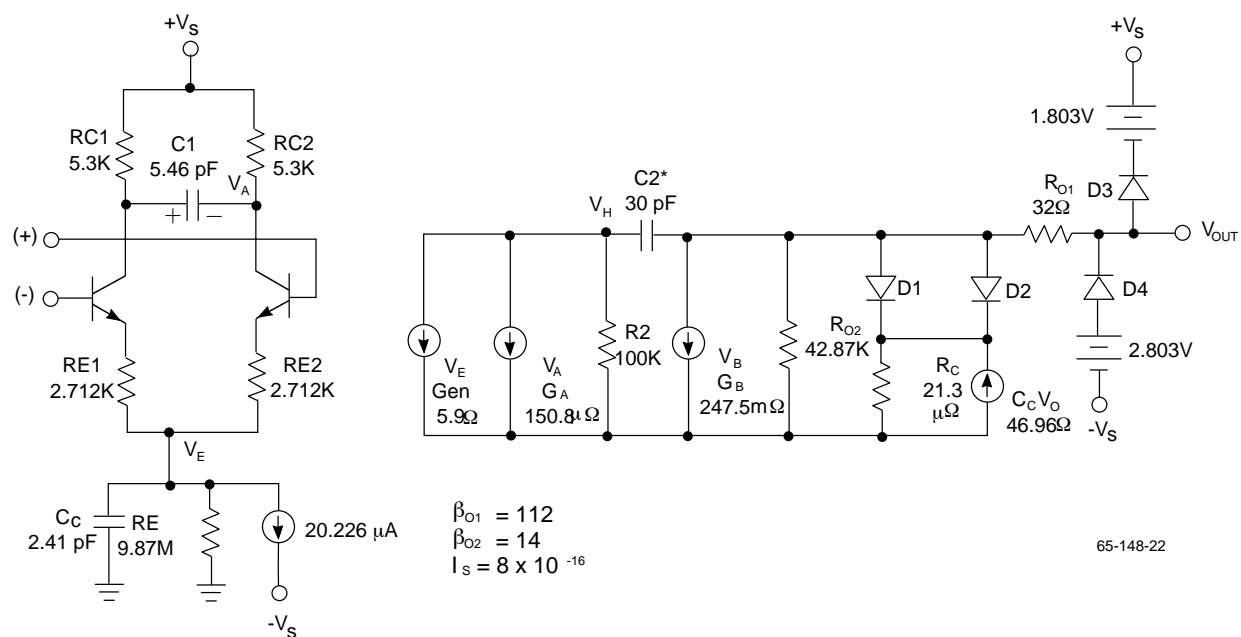 +VS
RC1
5.3K
C1
5.46 pF
RC2
5.3K
VA
+
−
(+)
(-)
RE1
2.712K
RE2
2.712K
VE
CC
2.41 pF
RE
9.87M
20.226 μA
-VS
VH
C2*
30 pF
VE
Gen
5.9Ω
VA
GA
150.8μΩ
R2
100K
VB
GB
247.5mΩ
RO2
42.87K
D1
D2
RC
21.3
μΩ
CCVO
46.96Ω
RO1
32Ω
+VS
1.803V
D3
VOUT
D4
2.803V
-VS
βO1 = 112
βO2 = 14
IS = 8 x 10 -16
65-148-22